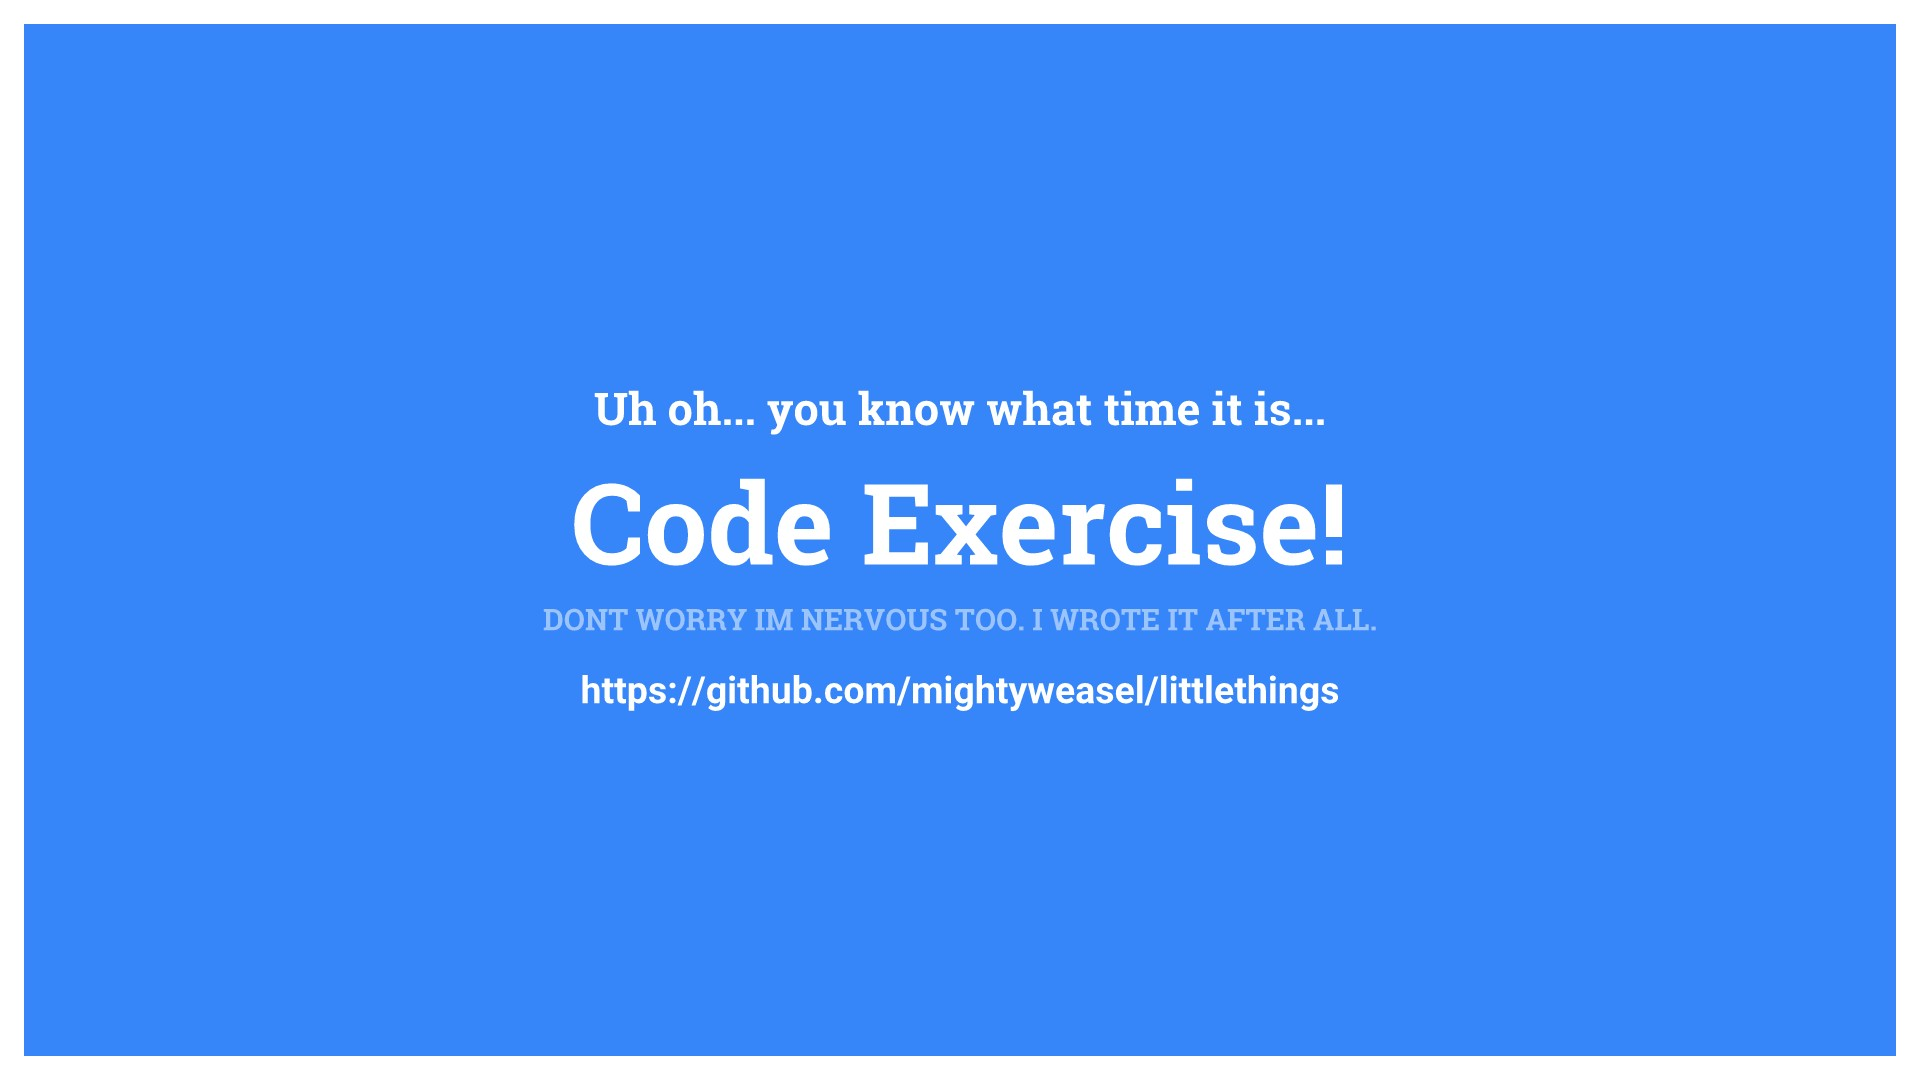 Uh oh... you know what time it is...
Code Exercise!
DONT WORRY IM NERVOUS TOO. I WROTE IT AFTER ALL.
https://github.com/mightyweasel/littlethings